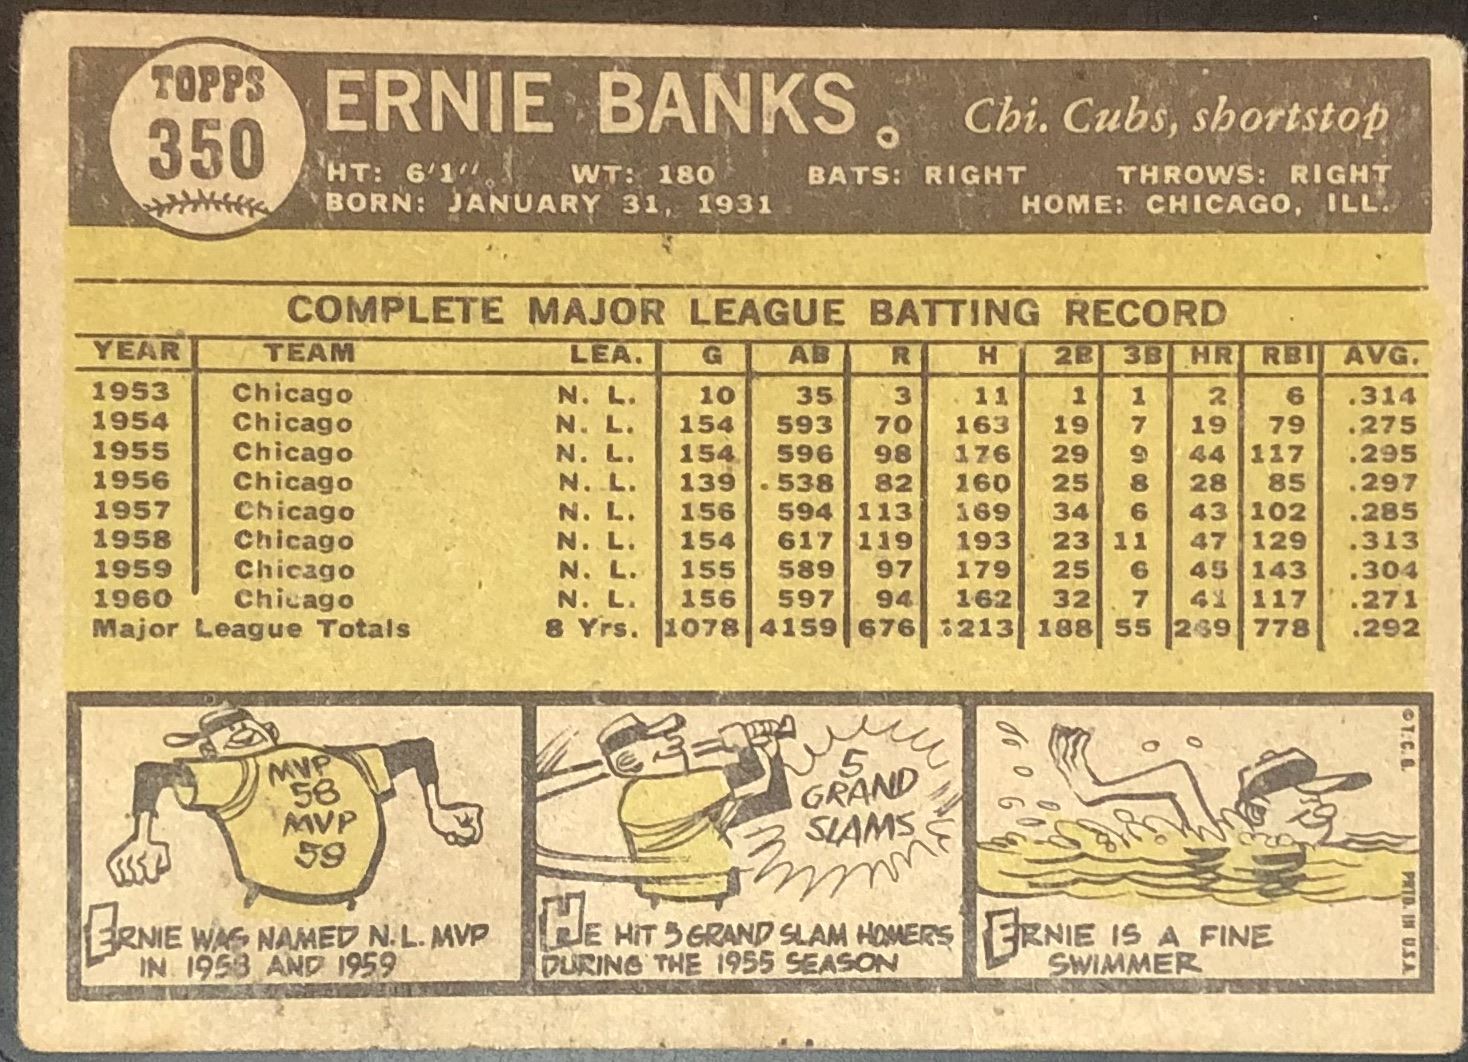 TOPPS
350
ERNIE BANKS
Chi. Cubs, shortstop
HT: 6'1" WT: 180 BATS: RIGHT THROWS: RIGHT
BORN: JANUARY 31, 1931 HOME: CHICAGO, ILL.
COMPLETE MAJOR LEAGUE BATTING RECORD
YEAR TEAM LEA. G AB R H 2B 3B HR RBI AVG.
1953 Chicago N. L. 10 35 3 11 1 1 2 6 .314
1954 Chicago N. L. 154 593 70 163 19 7 19 79 .275
1955 Chicago N. L. 154 596 98 176 29 9 44 117 .295
1956 Chicago N. L. 139 538 82 160 25 8 28 85 .297
1957 Chicago N. L. 156 594 113 169 34 6 43 102 .285
1958 Chicago N. L. 154 617 119 193 23 11 47 129 .313
1959 Chicago N. L. 155 589 97 179 25 6 45 143 .304
1960 Chicago N. L. 156 597 94 162 32 7 41 117 .271
Major League Totals 8 Yrs. 1078 4159 676 1213 188 55 269 778 .292
MVP
58
MVP
59
ERNIE WAS NAMED N.L. MVP
IN 1958 AND 1959
5
GRAND
SLAMS
HE HIT 5 GRAND SLAM HOMERS
DURING THE 1955 SEASON
ERNIE IS A FINE
SWIMMER
© T.C.G.
PRTD. IN U.S.A.